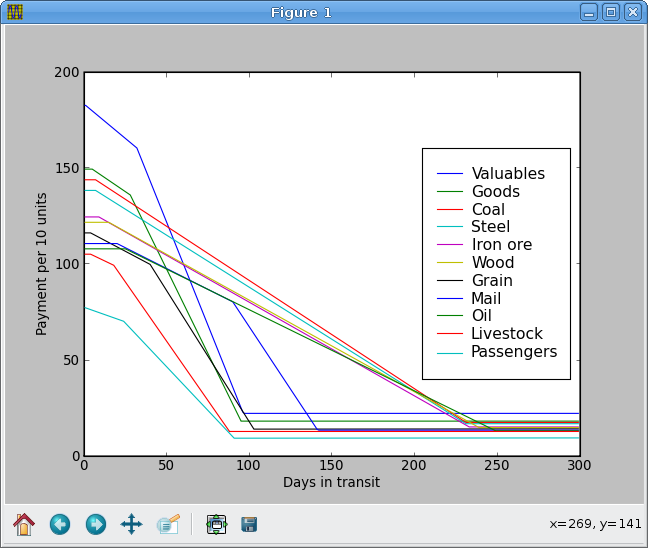 Figure 1
200
150
100
50
0
Payment per 10 units
Valuables
Goods
Coal
Steel
Iron ore
Wood
Grain
Mail
Oil
Livestock
Passengers
0 50 100 150 200 250 300
Days in transit
x=269, y=141